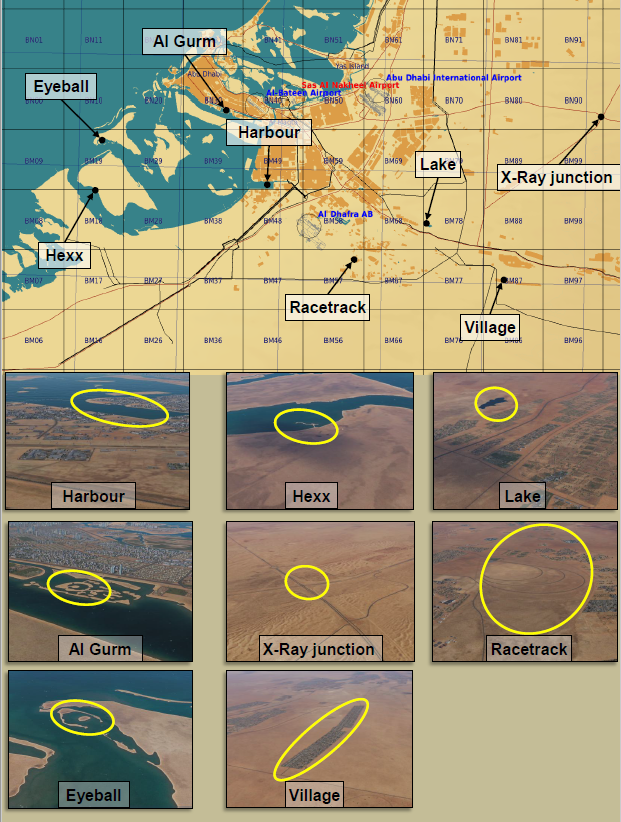 BN01 BN11 BN41 BN51 BN61 BN71 BN81 BN91
Al Gurm
Yas Island
Abu Dhabi
Abu Dhabi International Airport
Eyeball
Sas Al Nakheel Airport
Al-Bateen Airport
BN00 BN10 BN20 BN40 BN50 BN60 BN70 BN80 BN90
Harbour
Lake
X-Ray junction
BM09 BM19 BM29 BM39 BM49 BM59 BM69 BM89 BM99
Al Dhafra AB
BM08 BM18 BM28 BM38 BM48 BM58 BM68 BM78 BM88 BM98
Hexx
BM07 BM17 BM27 BM37 BM47 BM57 BM67 BM77 BM87 BM97
Racetrack
Village
BM06 BM16 BM26 BM36 BM46 BM56 BM66 BM76 BM96
Harbour
Hexx
Lake
Al Gurm
X-Ray junction
Racetrack
Eyeball
Village